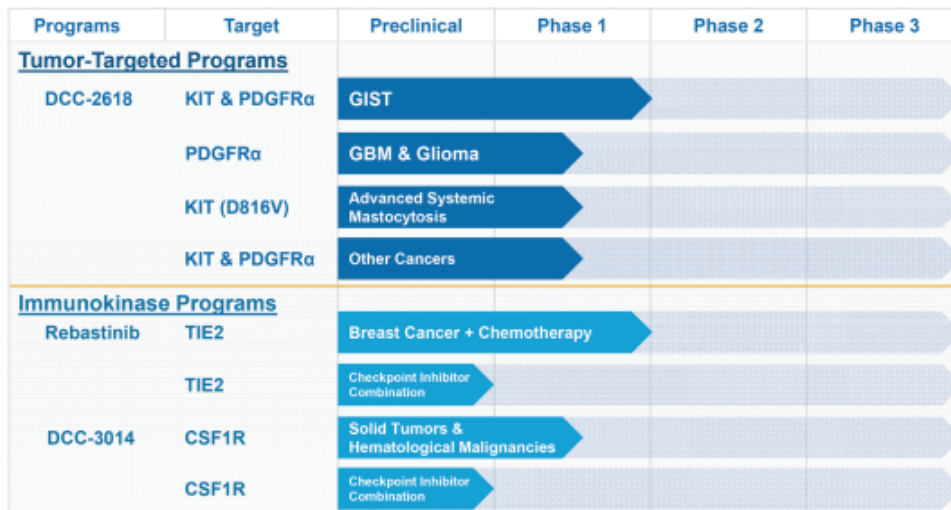 Programs Target Preclinical Phase 1 Phase 2 Phase 3
Tumor-Targeted Programs
DCC-2618 KIT & PDGFRα GIST
PDGFRα GBM & Glioma
KIT (D816V) Advanced Systemic
Mastocytosis
KIT & PDGFRα Other Cancers
Immunokinase Programs
Rebastinib TIE2 Breast Cancer + Chemotherapy
TIE2 Checkpoint Inhibitor
Combination
DCC-3014 CSF1R Solid Tumors &
Hematological Malignancies
CSF1R Checkpoint Inhibitor
Combination